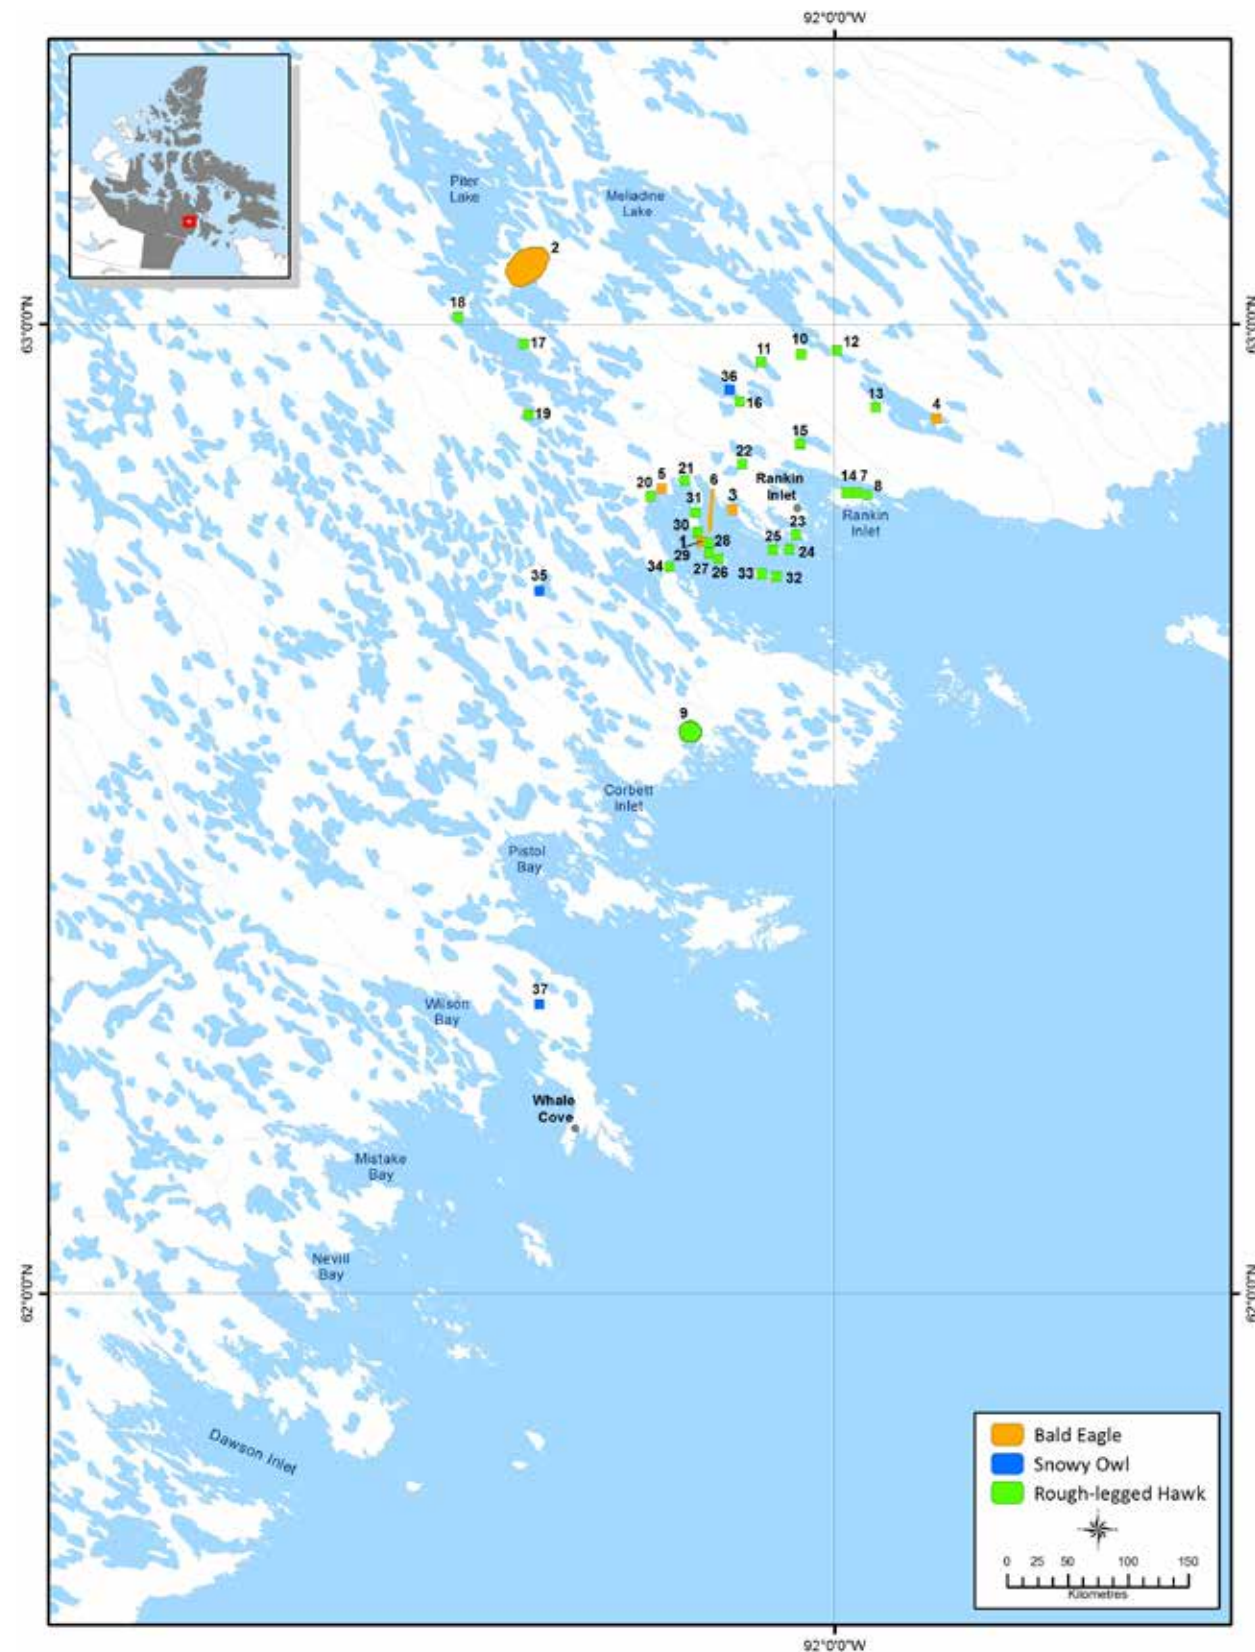 92°0'0"W
Piter
Lake
Meliadine
Lake
2
18
63°0'0"N
63°0'0"N
17
10
12
11
36
16
13
4
19
15
22
21
6
20
5
3
Rankin
Inlet
14
7
8
31
Rankin
Inlet
30
23
1
28
25
24
29
27
26
34
33
32
35
9
Corbett
Inlet
Pistol
Bay
37
Wilson
Bay
Whale
Cove
Mistake
Bay
Nevill
Bay
62°0'0"N
62°0'0"N
Dawson Inlet
Bald Eagle
Snowy Owl
Rough-legged Hawk
0 25 50 100 150
Kilometres
92°0'0"W